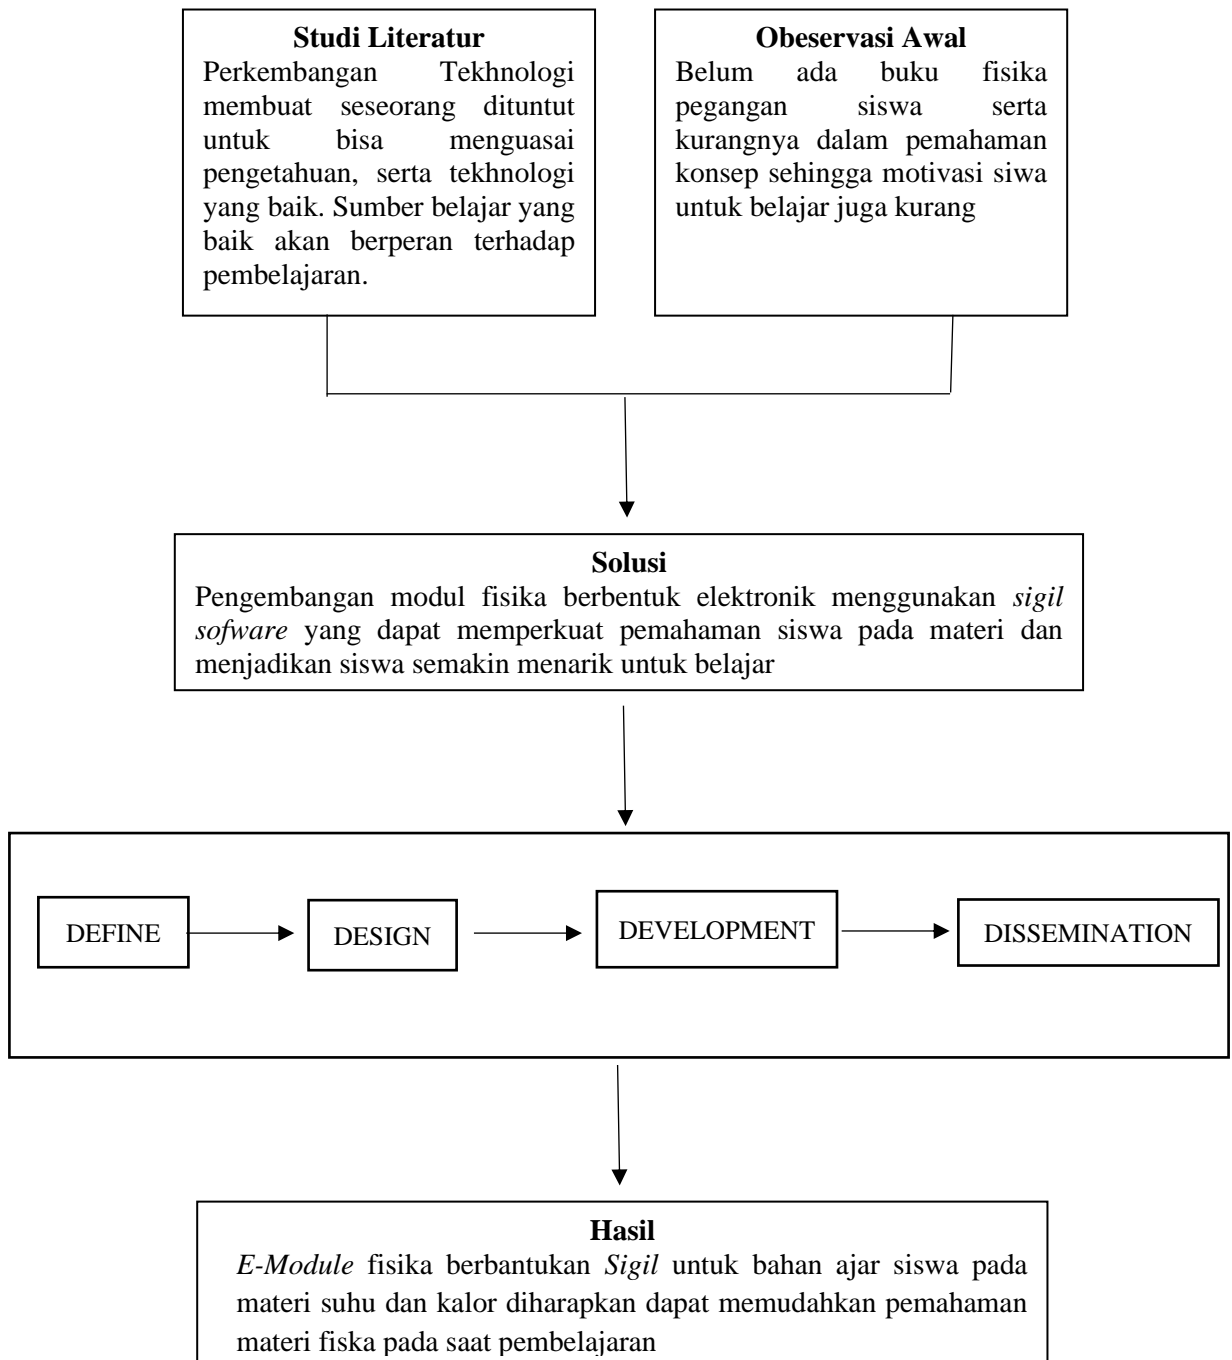 Studi Literatur
Perkembangan Tekhnologi
membuat seseorang dituntut
untuk bisa menguasai
pengetahuan, serta tekhnologi
yang baik. Sumber belajar yang
baik akan berperan terhadap
pembelajaran.
Obeservasi Awal
Belum ada buku fisika
pegangan siswa serta
kurangnya dalam pemahaman
konsep sehingga motivasi siwa
untuk belajar juga kurang
Solusi
Pengembangan modul fisika berbentuk elektronik menggunakan sigil
sofware yang dapat memperkuat pemahaman siswa pada materi dan
menjadikan siswa semakin menarik untuk belajar
DEFINE
DESIGN
DEVELOPMENT
DISSEMINATION
Hasil
E-Module fisika berbantukan Sigil untuk bahan ajar siswa pada
materi suhu dan kalor diharapkan dapat memudahkan pemahaman
materi fiska pada saat pembelajaran